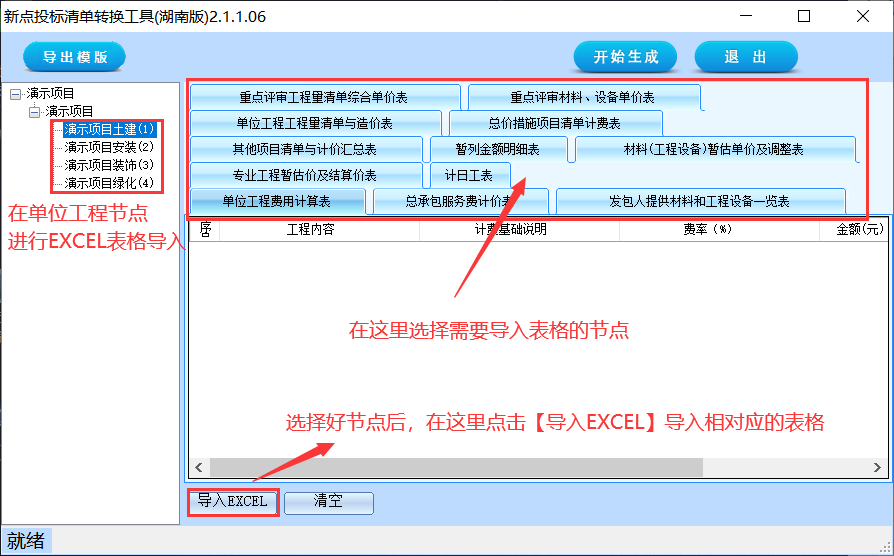 新点投标清单转换工具(湖南版)2.1.1.06
导出模版
开始生成
退 出
演示项目
演示项目
演示项目土建(1)
演示项目安装(2)
演示项目装饰(3)
演示项目绿化(4)
在单位工程节点
进行EXCEL表格导入
重点评审工程量清单综合单价表
重点评审材料、设备单价表
单位工程工程量清单与造价表
总价措施项目清单计费表
其他项目清单与计价汇总表
暂列金额明细表
材料(工程设备)暂估单价及调整表
专业工程暂估价及结算价表
计日工表
单位工程费用计算表
总承包服务费计价表
发包人提供材料和工程设备一览表
序
工程内容
计费基础说明
费率（%）
金额(元)
在这里选择需要导入表格的节点
选择好节点后，在这里点击【导入EXCEL】导入相对应的表格
导入EXCEL
清空
就绪